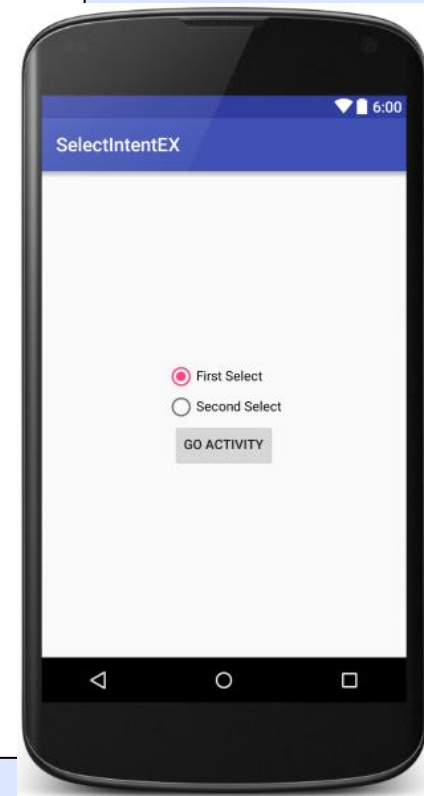 6:00
SelectIntentEX
First Select
Second Select
GO ACTIVITY